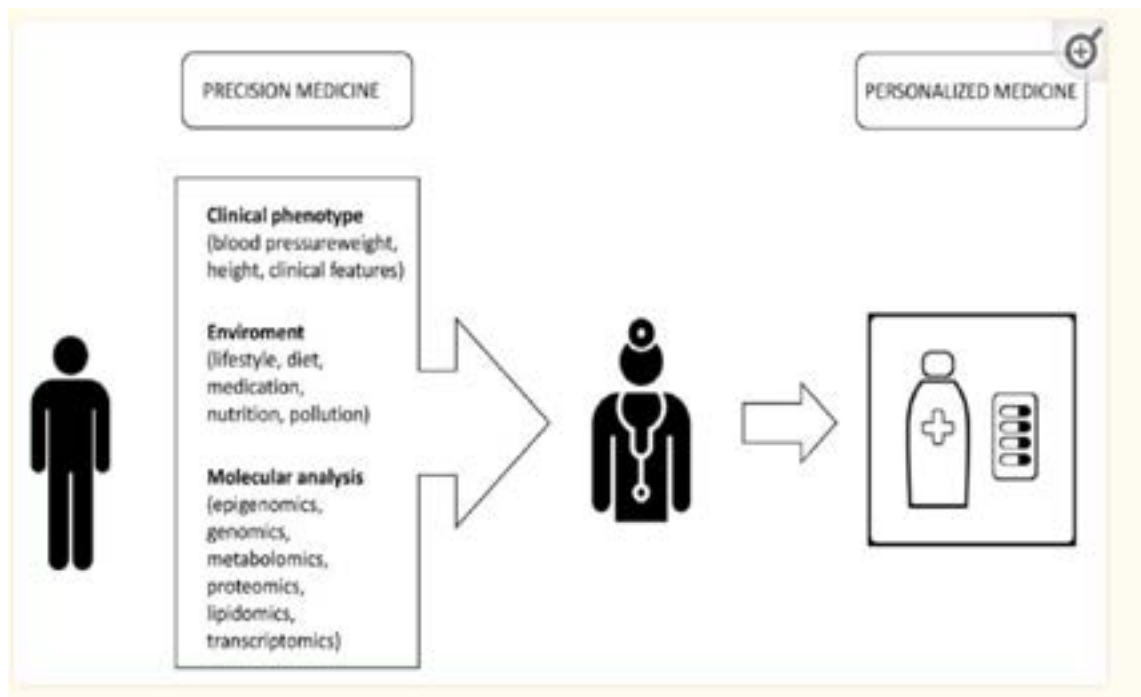 PRECISION MEDICINE
PERSONALIZED MEDICINE
Clinical phenotype
(blood pressureweight,
height, clinical features)
Enviroment
(lifestyle, diet,
medication,
nutrition, pollution)
Molecular analysis
(epigenomics,
genomics,
metabolomics,
proteomics,
lipidomics,
transcriptomics)